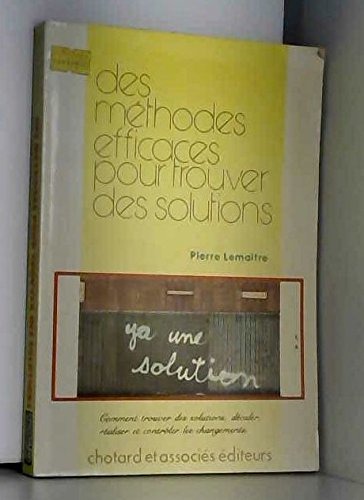 des
méthodes
efficaces
pour trouver
des solutions
Pierre Lemaitre
ya une
solution
Comment trouver des solutions, décider,
réaliser et contrôler les changements.
chotard et associés éditeurs